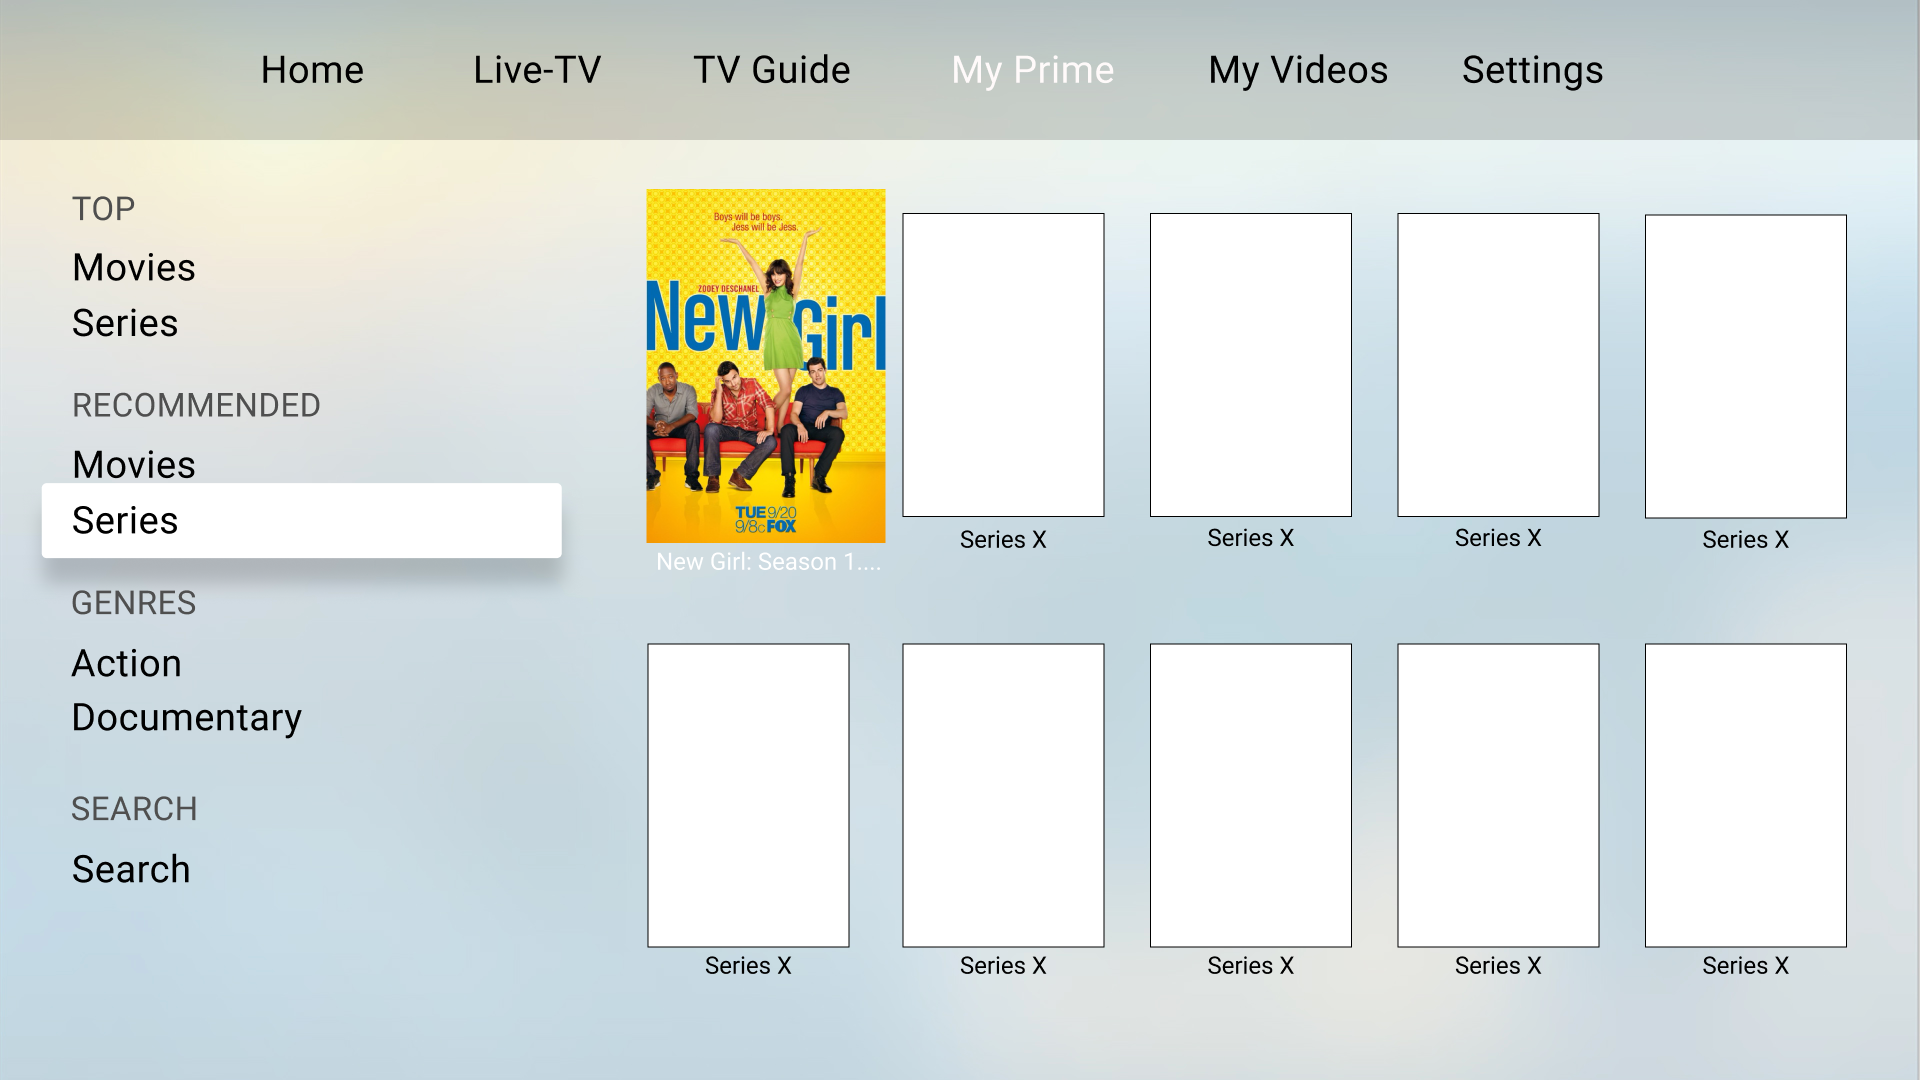 Home Live-TV TV Guide My Prime My Videos Settings
TOP
Movies
Series
RECOMMENDED
Movies
Series
GENRES
Action
Documentary
SEARCH
Search
Boys will be boys.
Jess will be Jess.
ZOOEY DESCHANEL
New Girl
TUE 9/20
9/8c FOX
New Girl: Season 1....
Series X
Series X
Series X
Series X
Series X
Series X
Series X
Series X
Series X